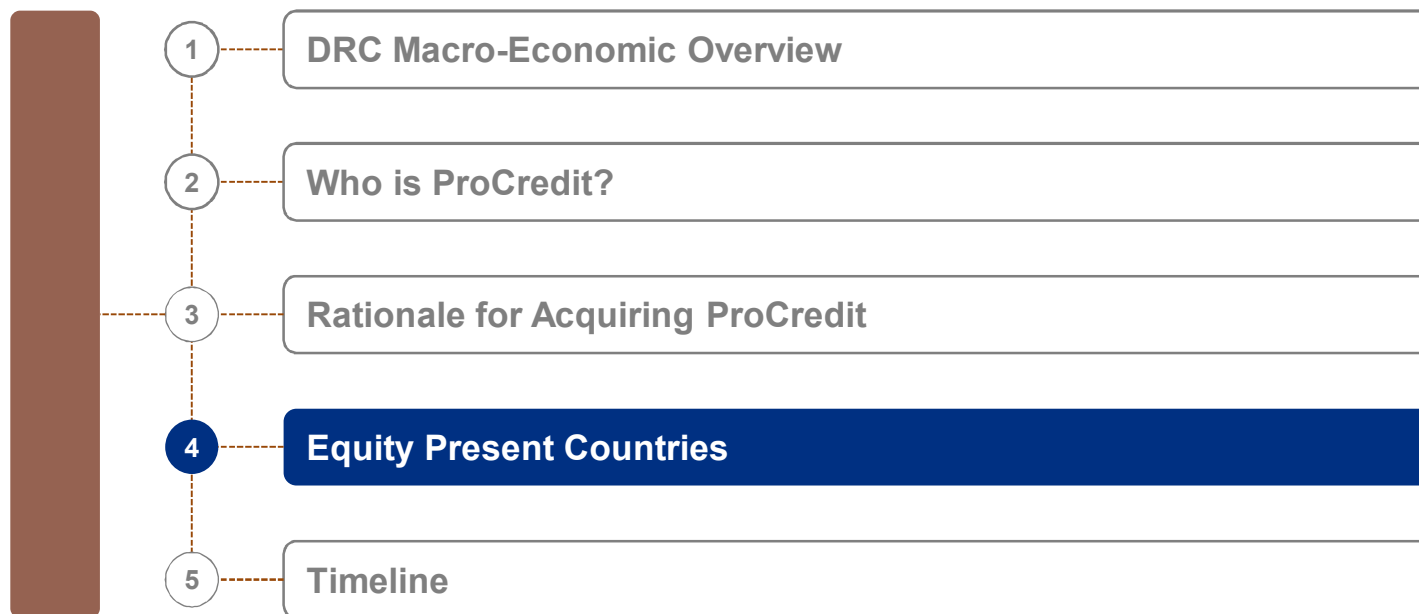 1 DRC Macro-Economic Overview
2 Who is ProCredit?
3 Rationale for Acquiring ProCredit
4 Equity Present Countries
5 Timeline